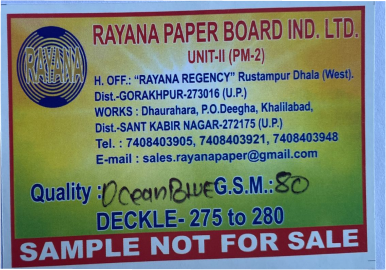 RAYANA
RAYANA PAPER BOARD IND. LTD.
UNIT-II (PM-2)
H. OFF.: “RAYANA REGENCY” Rustampur Dhala (West).
Dist.-GORAKHPUR-273016 (U.P.)
WORKS : Dhaurahara, P.O.Deegha, Khalilabad,
Dist-SANT KABIR NAGAR-272175 (U.P.)
Tel. : 7408403905, 7408403921, 7408403948
E-mail : sales.rayanapaper@gmail.com
Quality : Ocean BLUE G.S.M.: 80
DECKLE- 275 to 280
SAMPLE NOT FOR SALE